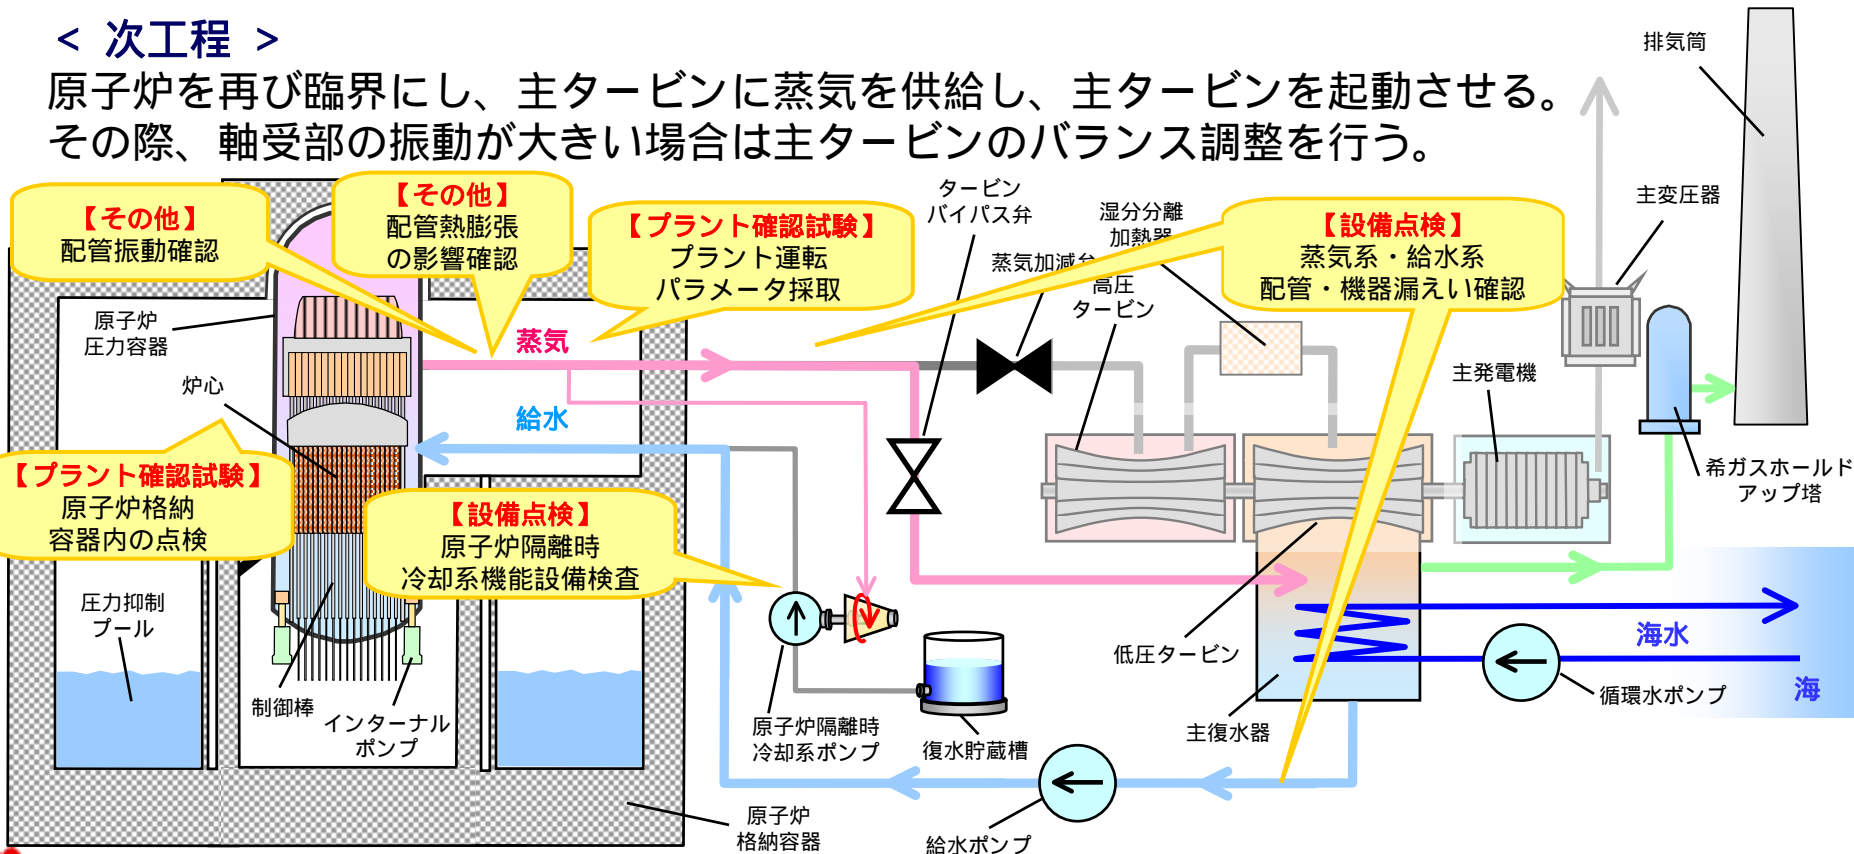 < 次工程 >
原子炉を再び臨界にし、主タービンに蒸気を供給し、主タービンを起動させる。
その際、軸受部の振動が大きい場合は主タービンのバランス調整を行う。
排気筒
【その他】
配管振動確認
【その他】
配管熱膨張
の影響確認
【プラント確認試験】
プラント運転
パラメータ採取
タービン
バイパス弁
湿分分離
加熱器
蒸気加減弁
高圧
タービン
【設備点検】
蒸気系・給水系
配管・機器漏えい確認
主変圧器
原子炉
圧力容器
蒸気
炉心
給水
主発電機
希ガスホールド
アップ塔
【プラント確認試験】
原子炉格納
容器内の点検
【設備点検】
原子炉隔離時
冷却系機能設備検査
圧力抑制
プール
制御棒
インターナル
ポンプ
原子炉隔離時
冷却系ポンプ
復水貯蔵槽
低圧タービン
主復水器
海水
海
循環水ポンプ
原子炉
格納容器
給水ポンプ